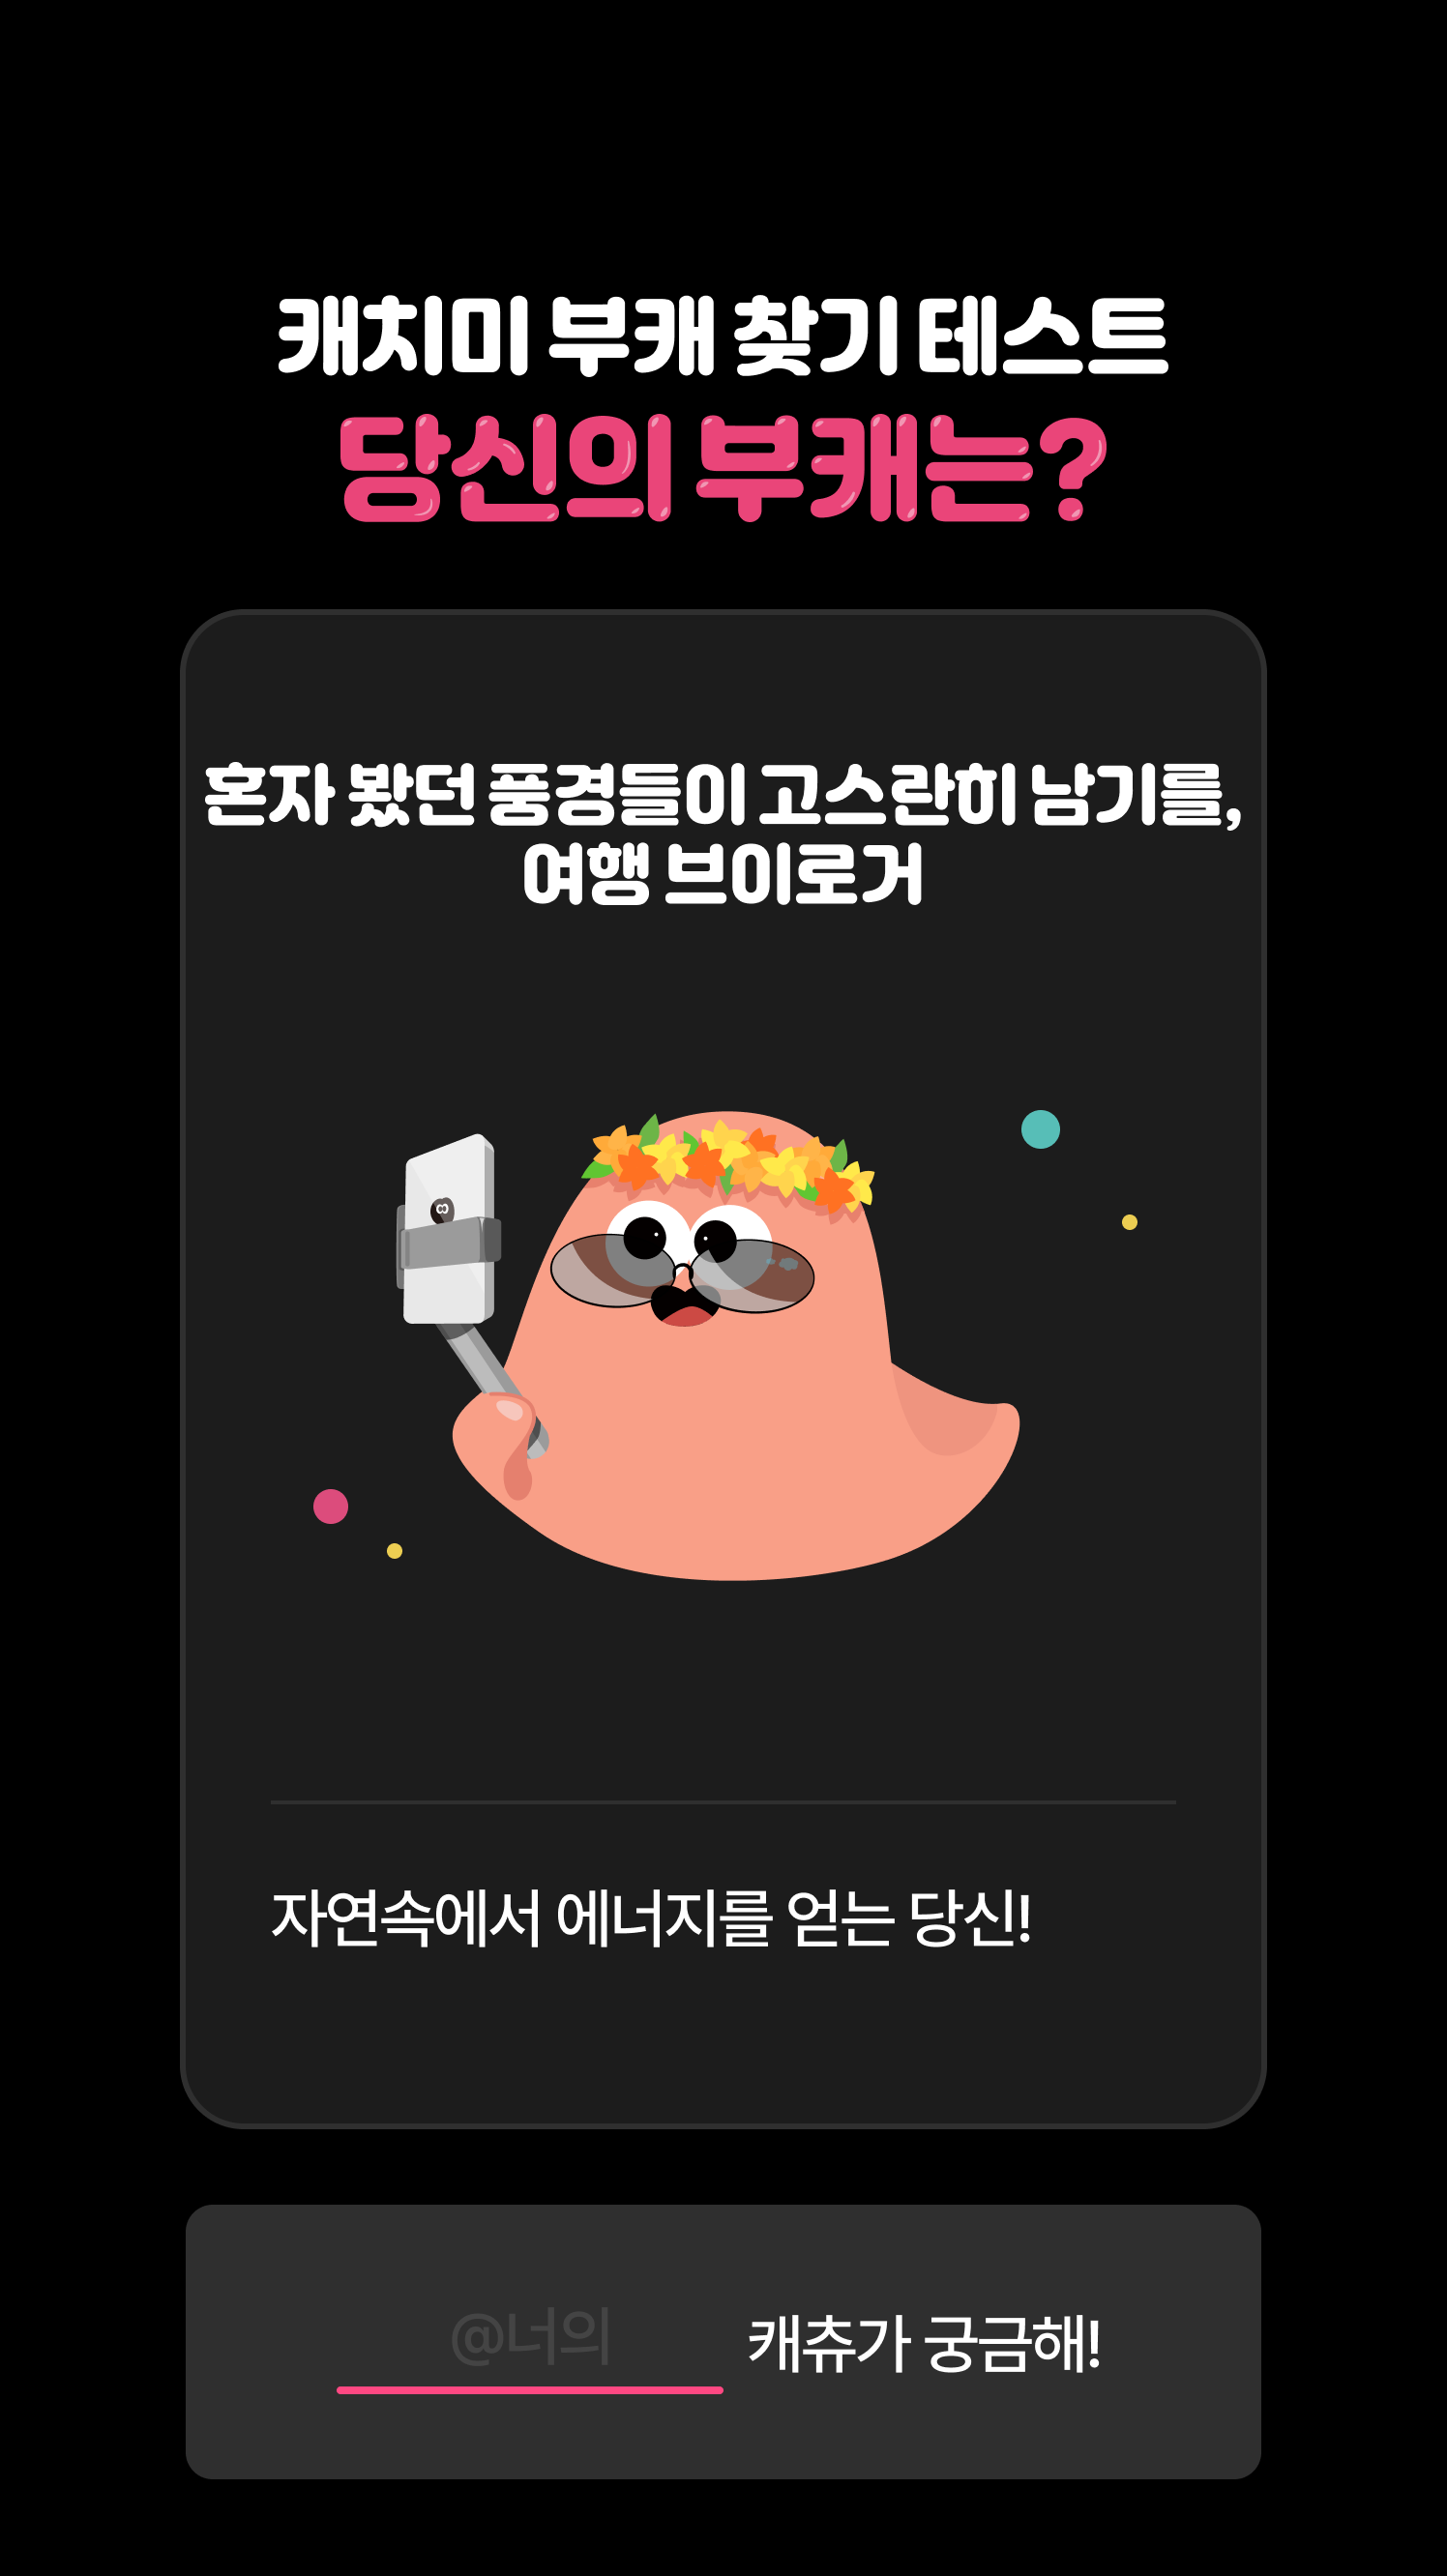 캐치미 부캐 찾기 테스트
당신의 부캐는?
혼자 봤던 풍경들이 고스란히 남기를,
여행 브이로거
자연속에서 에너지를 얻는 당신!
@너의 캐츄가 궁금해!